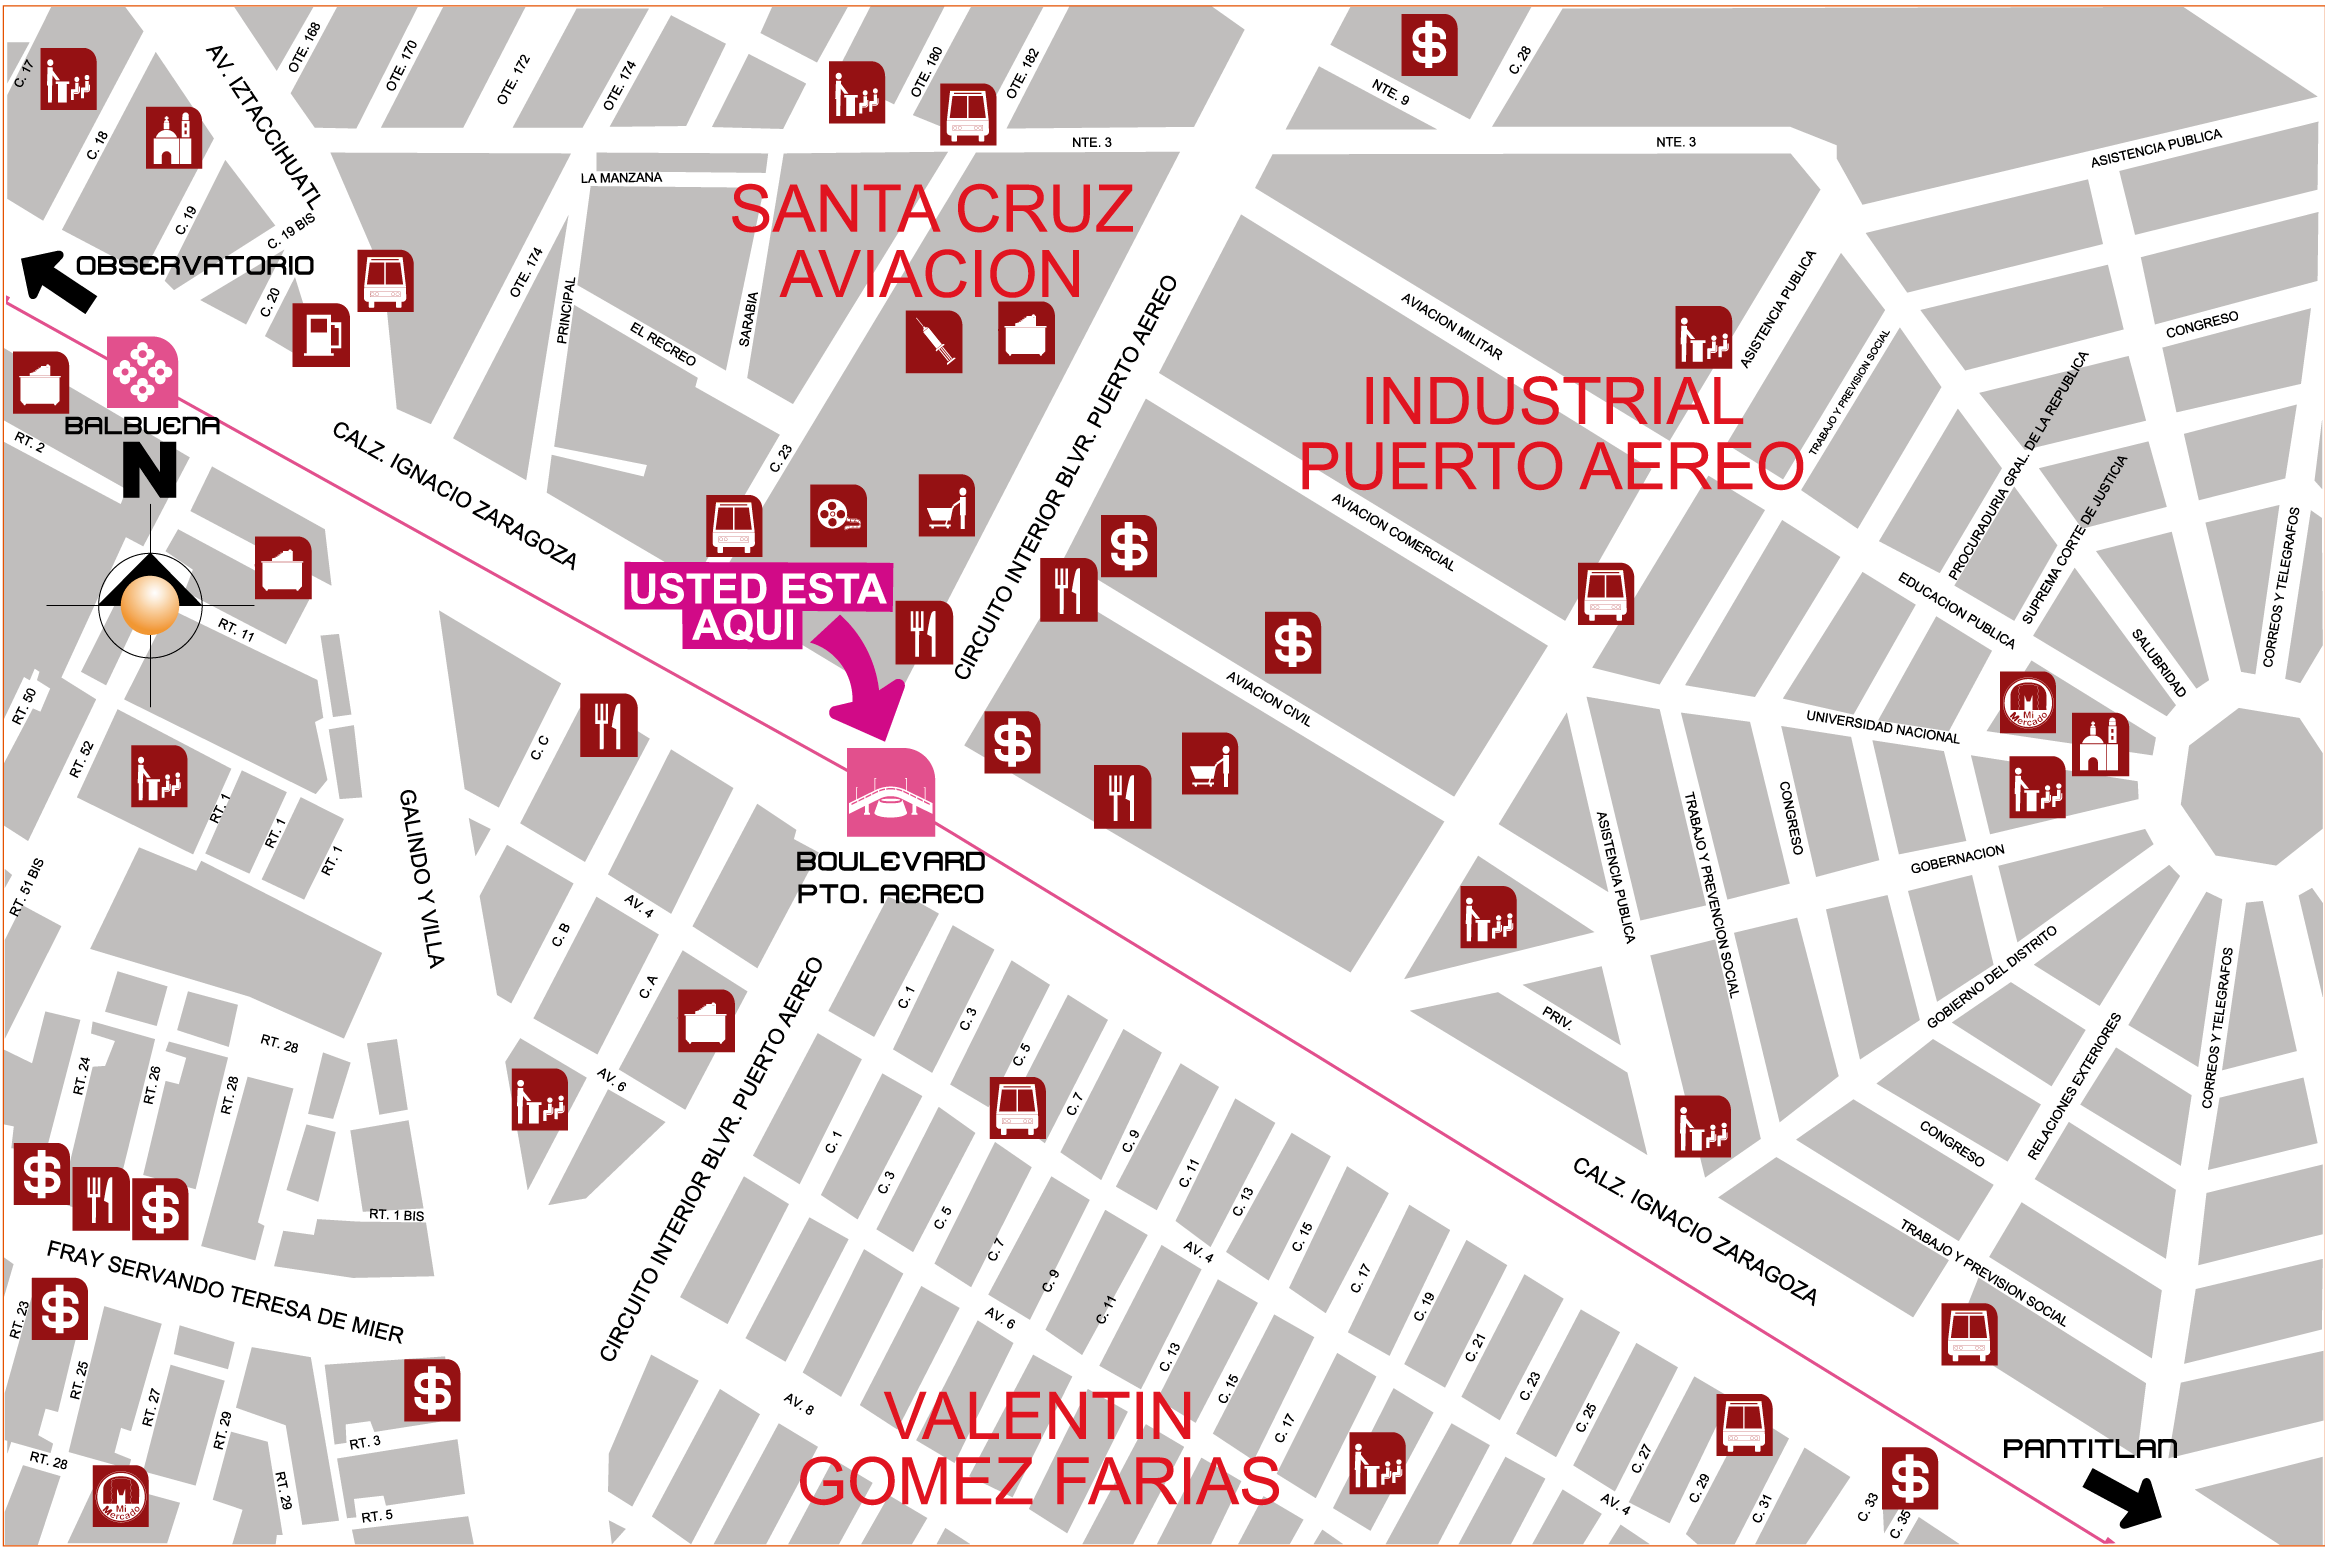 OTE. 168
OTE. 170
OTE. 172
OTE. 174
OTE. 180
OTE. 182
C. 28
C. 17
C. 18
AV. IZTACCIHUATL
NTE. 9
NTE. 3
NTE. 3
ASISTENCIA PUBLICA
LA MANZANA
C. 19
C. 19 BIS
SANTA CRUZ
AVIACION
OBSERVATORIO
C. 20
OTE. 174
PRINCIPAL
SARABIA
EL RECREO
CIRCUITO INTERIOR BLVR. PUERTO AEREO
AVIACION MILITAR
ASISTENCIA PUBLICA
TRABAJO Y PREVISION SOCIAL
CONGRESO
PROCURADURIA GRAL. DE LA REPUBLICA
BALBUENA
N
RT. 2
CALZ. IGNACIO ZARAGOZA
C. 23
INDUSTRIAL
PUERTO AEREO
AVIACION COMERCIAL
SUPREMA CORTE DE JUSTICIA
CORREOS Y TELEGRAFOS
EDUCACION PUBLICA
SALUBRIDAD
USTED ESTA
AQUI
RT. 11
RT. 50
RT. 52
C. C
AVIACION CIVIL
UNIVERSIDAD NACIONAL
Mi
Mercado
GALINDO Y VILLA
RT. 1
RT. 1
RT. 1
RT. 51 BIS
BOULEVARD
PTO. AEREO
AV. 4
C. B
C. A
ASISTENCIA PUBLICA
TRABAJO Y PREVENCION SOCIAL
CONGRESO
GOBERNACION
GOBIERNO DEL DISTRITO
PRIV.
RELACIONES EXTERIORES
CORREOS Y TELEGRAFOS
CIRCUITO INTERIOR BLVR. PUERTO AEREO
C. 1
C. 3
C. 5
C. 7
C. 9
C. 11
C. 13
C. 15
C. 17
C. 19
C. 21
C. 23
C. 25
C. 27
C. 29
C. 31
C. 33
C. 35
RT. 28
RT. 24
RT. 26
RT. 28
AV. 6
C. 1
C. 3
C. 5
C. 7
C. 9
C. 11
C. 13
C. 15
C. 17
CONGRESO
CALZ. IGNACIO ZARAGOZA
TRABAJO Y PREVISION SOCIAL
RT. 1 BIS
FRAY SERVANDO TERESA DE MIER
AV. 4
AV. 6
AV. 8
AV. 4
RT. 23
RT. 25
RT. 27
RT. 29
RT. 3
RT. 28
RT. 29
RT. 5
Mi
Mercado
VALENTIN
GOMEZ FARIAS
PANTITLAN